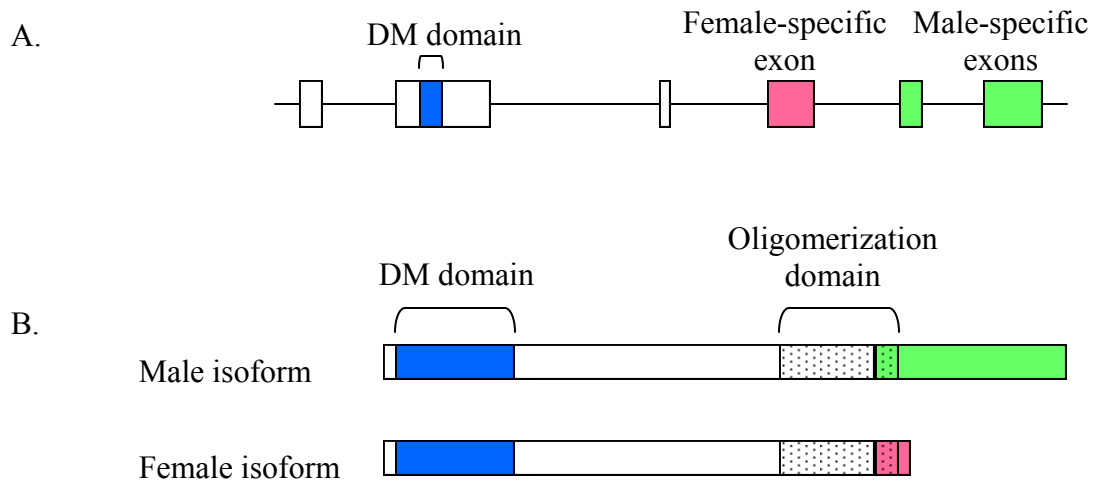 A.
DM domain
Female-specific
exon
Male-specific
exons
B.
DM domain
Oligomerization
domain
Male isoform
Female isoform